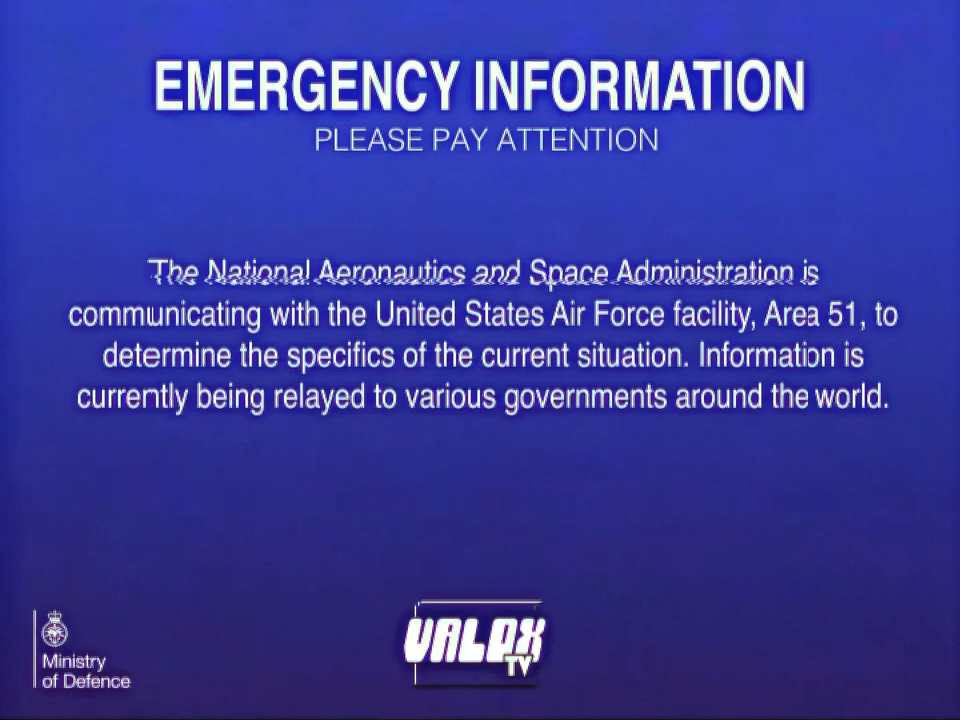 EMERGENCY INFORMATION
PLEASE PAY ATTENTION
The National Aeronautics and Space Administration is
communicating with the United States Air Force facility, Area 51, to
determine the specifics of the current situation. Information is
currently being relayed to various governments around the world.
Ministry
of Defence
VALOX
TV